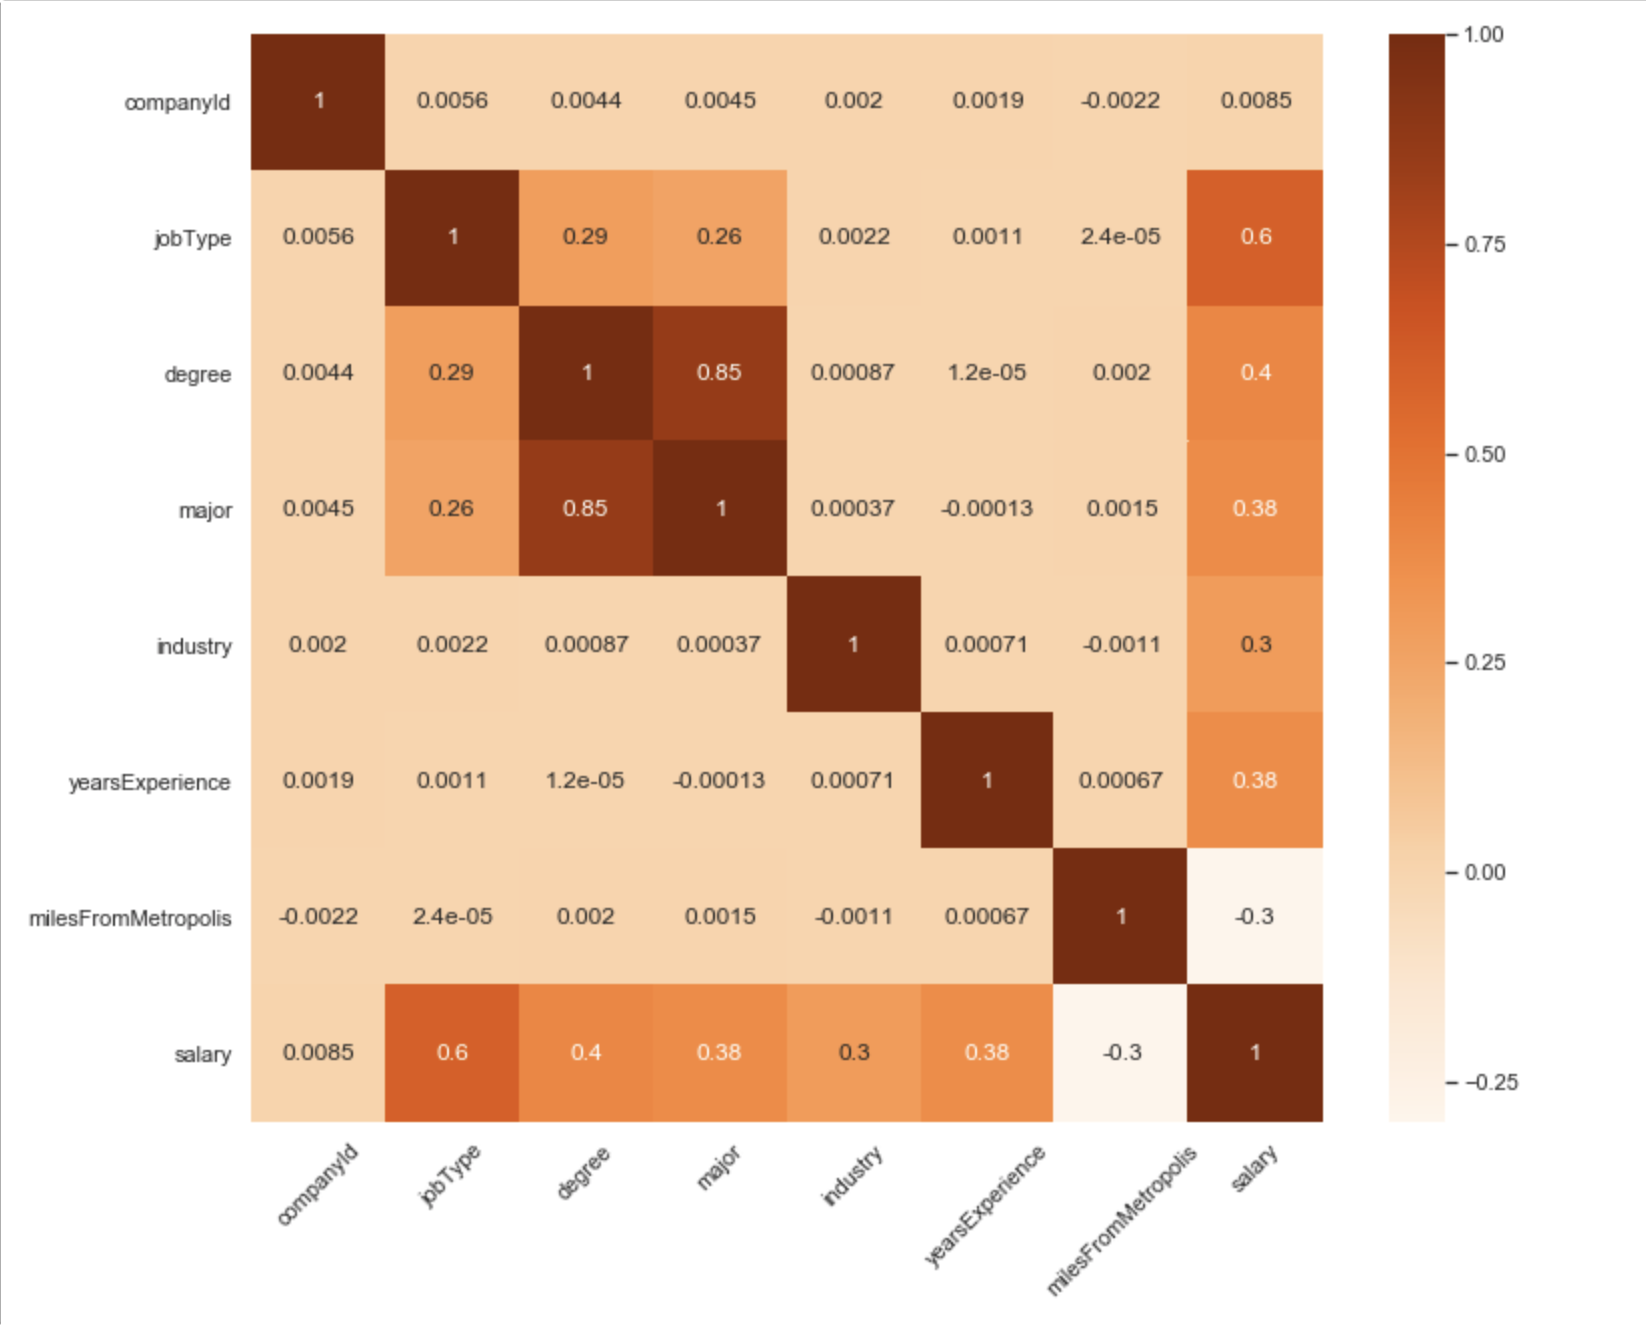 1.00
companyId 1 0.0056 0.0044 0.0045 0.002 0.0019 -0.0022 0.0085
jobType 0.0056 1 0.29 0.26 0.0022 0.0011 2.4e-05 0.6
0.75
degree 0.0044 0.29 1 0.85 0.00087 1.2e-05 0.002 0.4
0.50
major 0.0045 0.26 0.85 1 0.00037 -0.00013 0.0015 0.38
industry 0.002 0.0022 0.00087 0.00037 1 0.00071 -0.0011 0.3
0.25
yearsExperience 0.0019 0.0011 1.2e-05 -0.00013 0.00071 1 0.00067 0.38
0.00
milesFromMetropolis -0.0022 2.4e-05 0.002 0.0015 -0.0011 0.00067 1 -0.3
salary 0.0085 0.6 0.4 0.38 0.3 0.38 -0.3 1
−0.25
companyId jobType degree major industry yearsExperience milesFromMetropolis salary